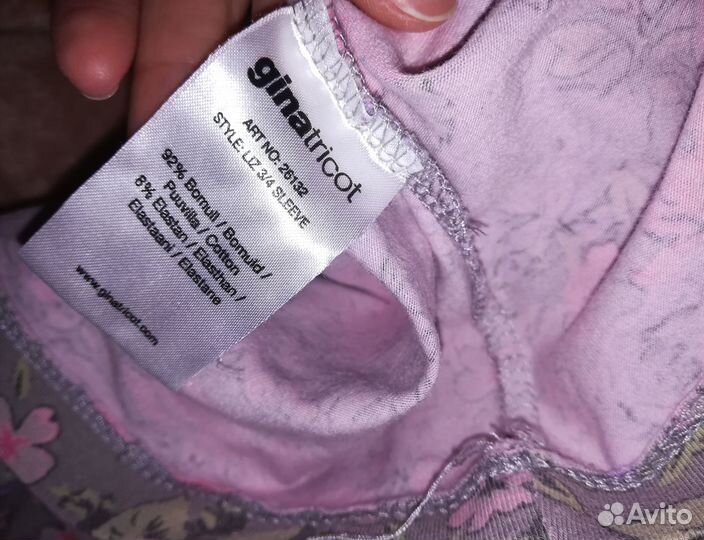 ginatricot
ART NO: 26132
STYLE: LIZ 3/4 SLEEVE
92% Bomull / Bomuld /
Puuvilla / Cotton
8% Elastan / Elasthan /
Elastaani / Elastane
www.ginatricot.com
Avito